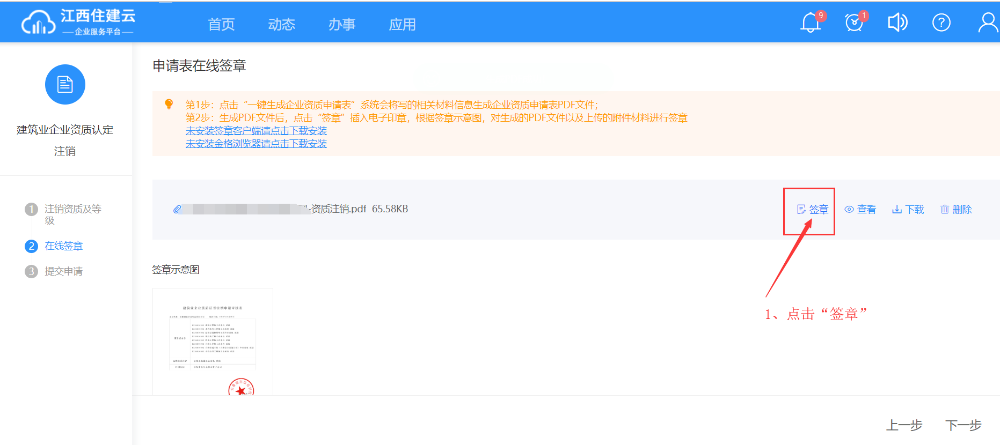 江西住建云
企业服务平台
首页 动态 办事 应用
9
1
?
建筑业企业资质认定
注销
1 注销资质及等
级
2 在线签章
3 提交申请
申请表在线签章
第1步：点击“一键生成企业资质申请表”系统会将写的相关材料信息生成企业资质申请表PDF文件；
第2步：生成PDF文件后，点击“签章”插入电子印章，根据签章示意图，对生成的PDF文件以及上传的附件材料进行签章
未安装签章客户端请点击下载安装
未安装金格浏览器请点击下载安装
-资质注销.pdf 65.58KB
签章 查看 下载 删除
1、点击“签章”
签章示意图
建筑业企业资质证书注销申请审核表
上一步 下一步